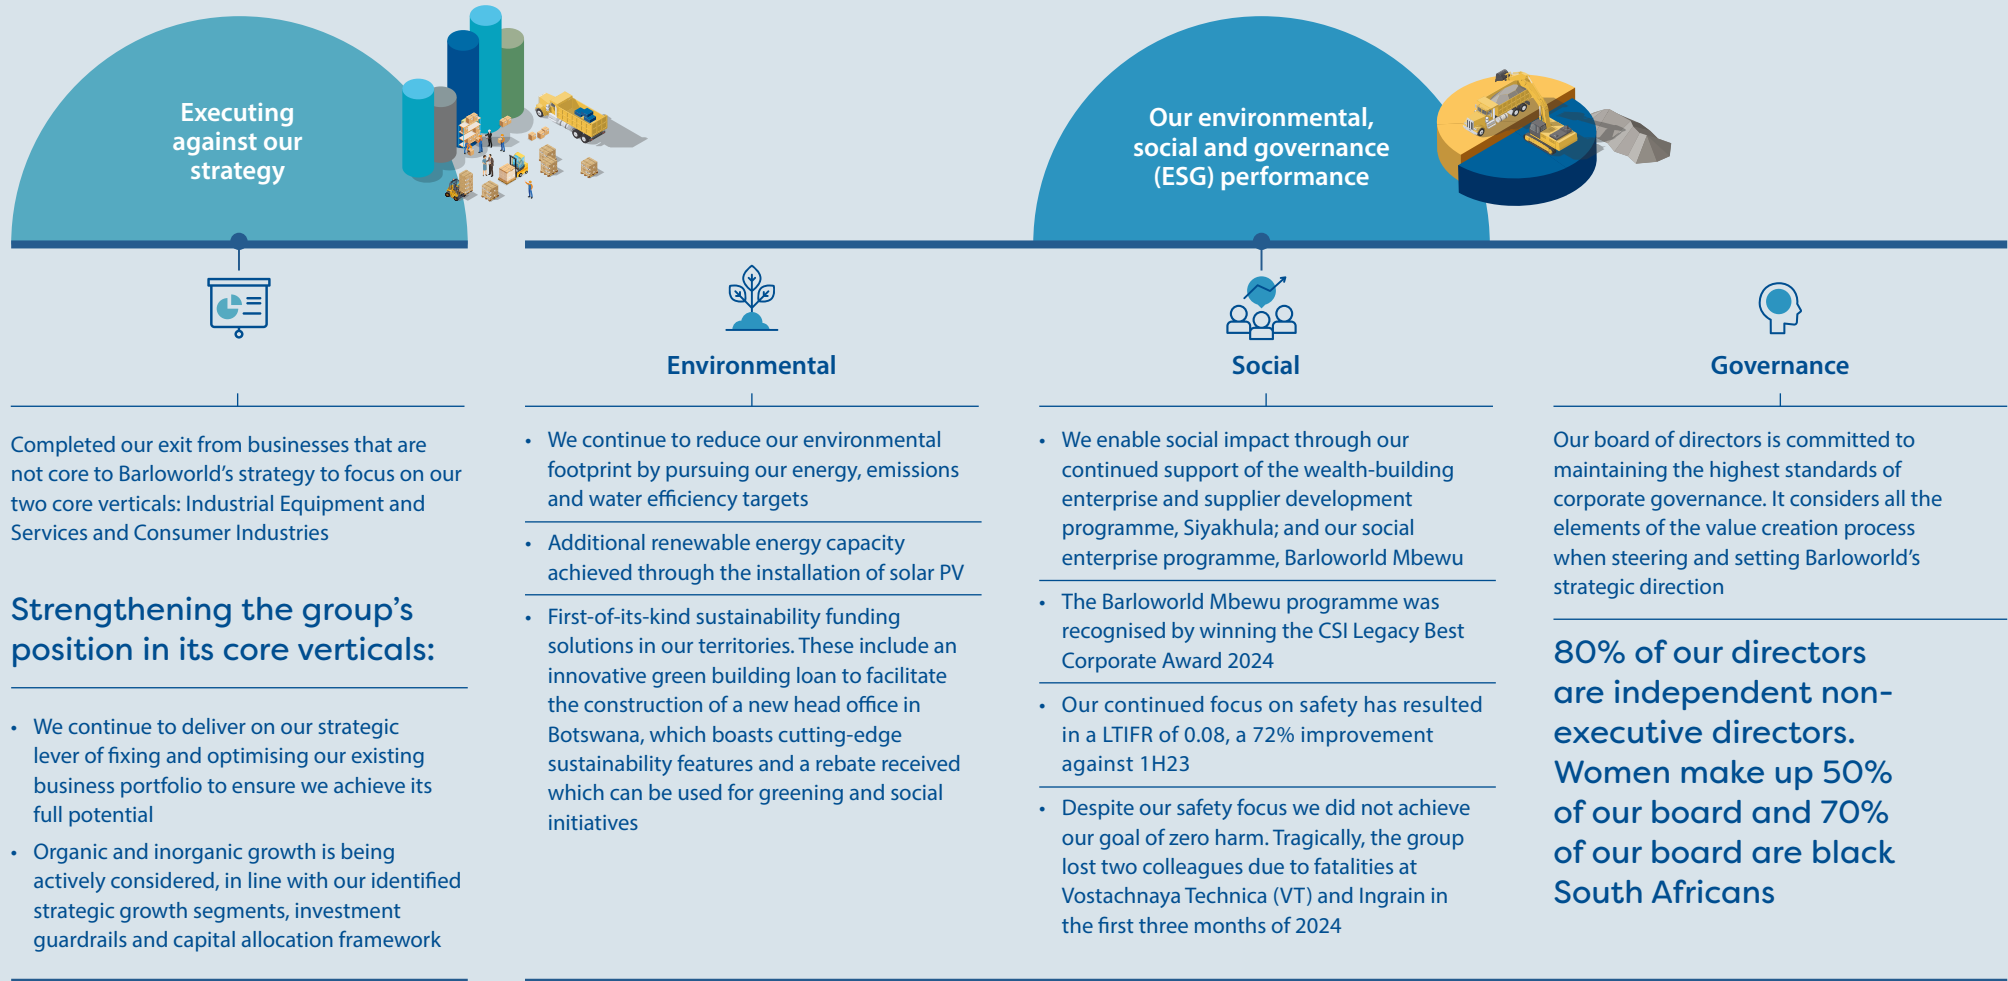 Executing
against our
strategy
Completed our exit from businesses that are
not core to Barloworld’s strategy to focus on our
two core verticals: Industrial Equipment and
Services and Consumer Industries
Strengthening the group’s
position in its core verticals:
• We continue to deliver on our strategic
lever of fixing and optimising our existing
business portfolio to ensure we achieve its
full potential
• Organic and inorganic growth is being
actively considered, in line with our identified
strategic growth segments, investment
guardrails and capital allocation framework
Our environmental,
social and governance
(ESG) performance
Environmental
• We continue to reduce our environmental
footprint by pursuing our energy, emissions
and water efficiency targets
• Additional renewable energy capacity
achieved through the installation of solar PV
• First-of-its-kind sustainability funding
solutions in our territories. These include an
innovative green building loan to facilitate
the construction of a new head office in
Botswana, which boasts cutting-edge
sustainability features and a rebate received
which can be used for greening and social
initiatives
Social
• We enable social impact through our
continued support of the wealth-building
enterprise and supplier development
programme, Siyakhula; and our social
enterprise programme, Barloworld Mbewu
• The Barloworld Mbewu programme was
recognised by winning the CSI Legacy Best
Corporate Award 2024
• Our continued focus on safety has resulted
in a LTIFR of 0.08, a 72% improvement
against 1H23
• Despite our safety focus we did not achieve
our goal of zero harm. Tragically, the group
lost two colleagues due to fatalities at
Vostachnaya Technica (VT) and Ingrain in
the first three months of 2024
Governance
Our board of directors is committed to
maintaining the highest standards of
corporate governance. It considers all the
elements of the value creation process
when steering and setting Barloworld’s
strategic direction
80% of our directors
are independent non-
executive directors.
Women make up 50%
of our board and 70%
of our board are black
South Africans